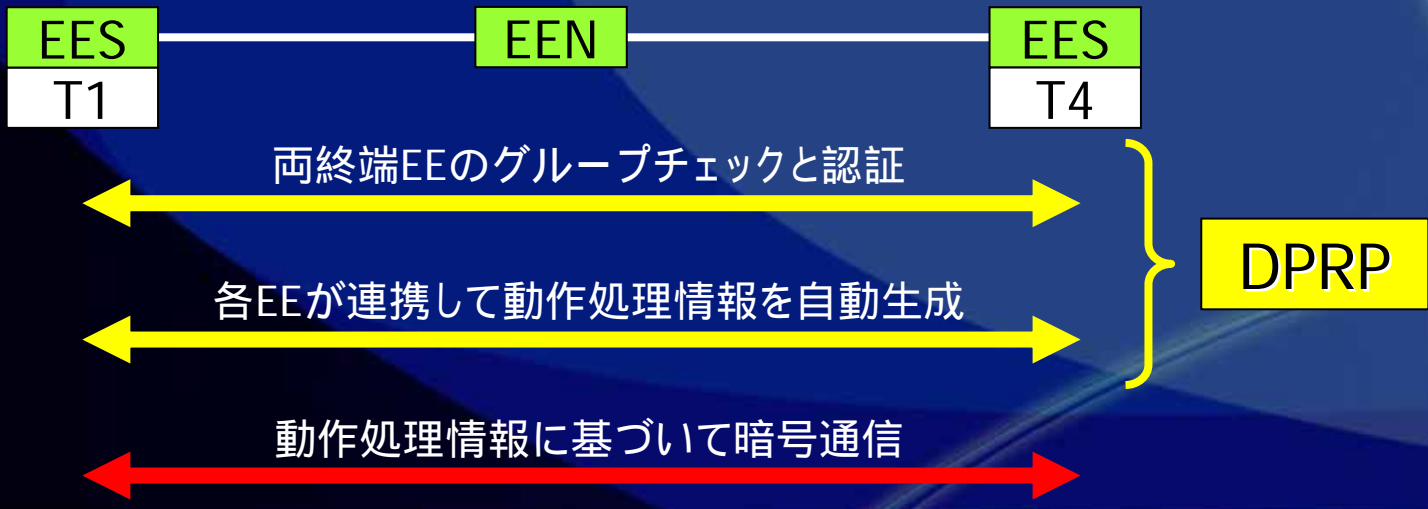 EES
EEN
EES
T1
T4
両終端EEのグループチェックと認証
各EEが連携して動作処理情報を自動生成
DPRP
動作処理情報に基づいて暗号通信